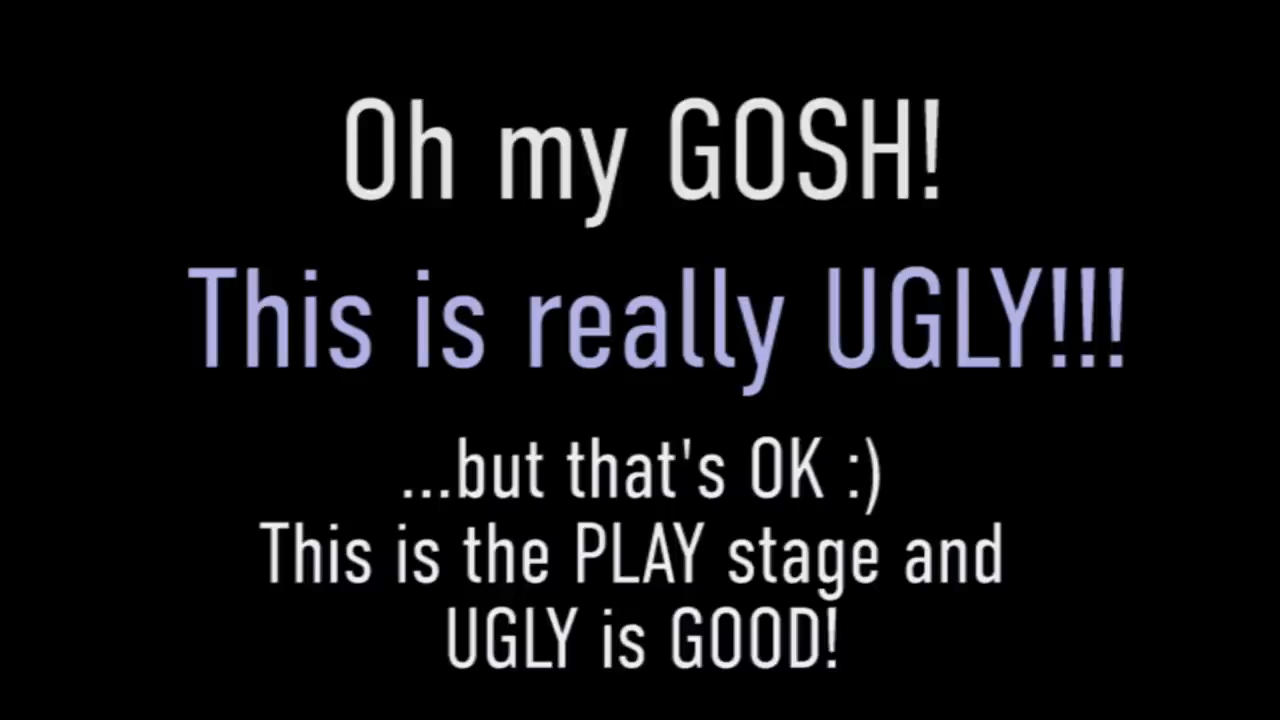 Oh my GOSH!
This is really UGLY!!!
...but that's OK :)
This is the PLAY stage and
UGLY is GOOD!